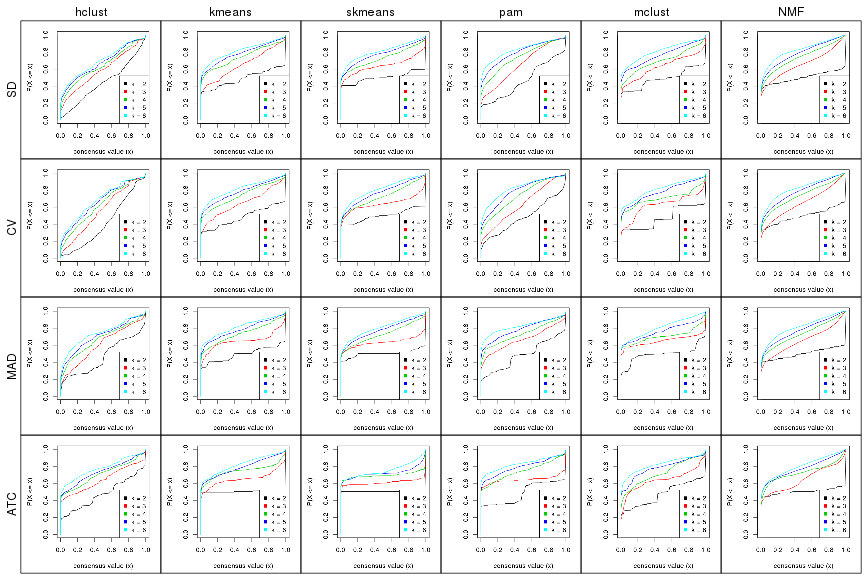 hclust kmeans skmeans pam mclust NMF
SD
CV
MAD
ATC
P(X <= x)
consensus value (x)
0.0 0.2 0.4 0.6 0.8 1.0
k = 2
k = 3
k = 4
k = 5
k = 6